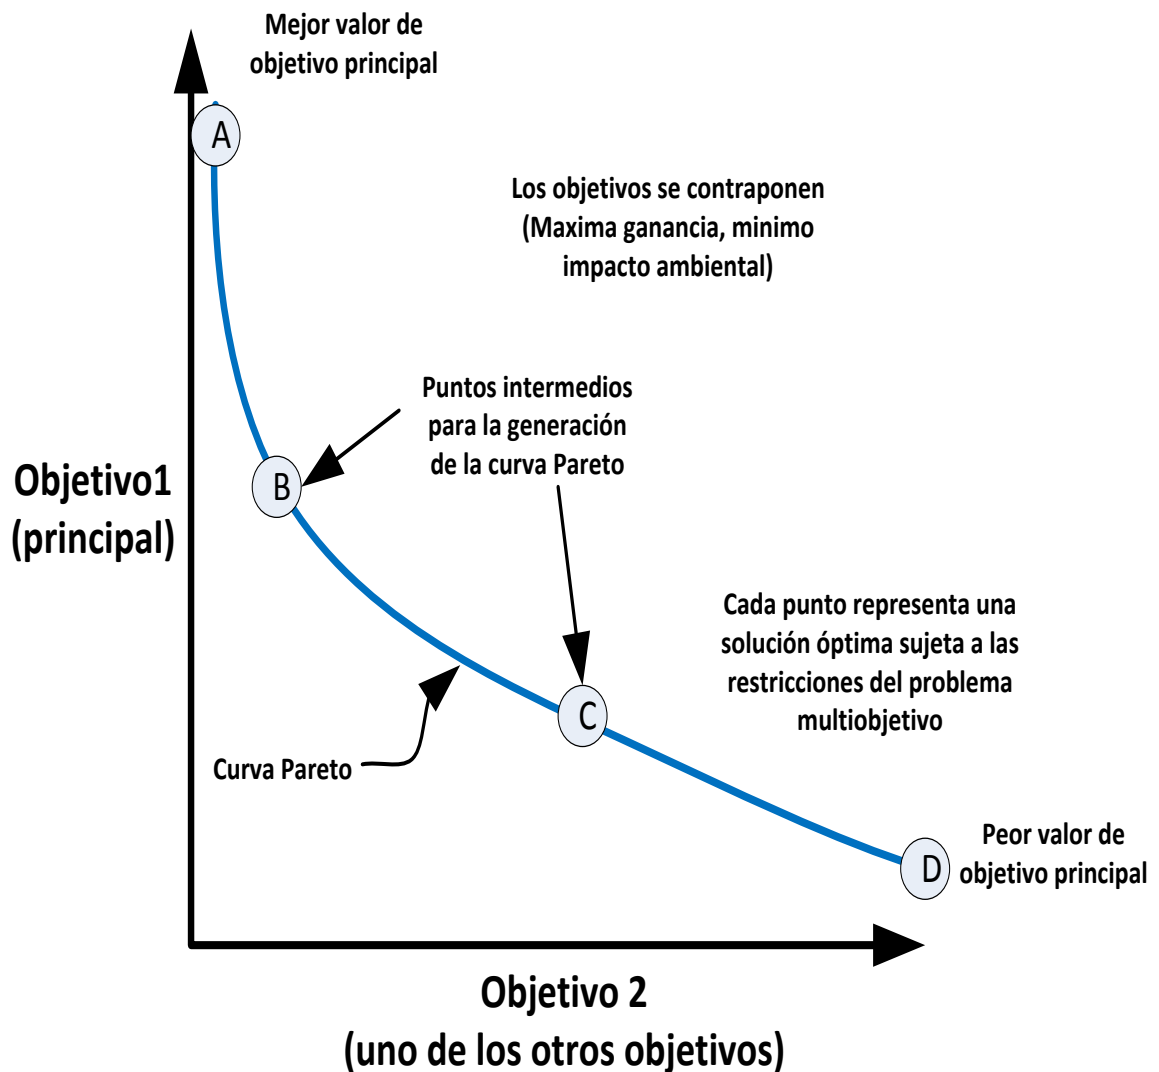 Mejor valor de
objetivo principal
A
Los objetivos se contraponen
(Maxima ganancia, minimo
impacto ambiental)
Puntos intermedios
para la generación
de la curva Pareto
Objetivo1
(principal)
B
Cada punto representa una
solución óptima sujeta a las
restricciones del problema
multiobjetivo
C
Curva Pareto
Peor valor de
objetivo principal
D
Objetivo 2
(uno de los otros objetivos)